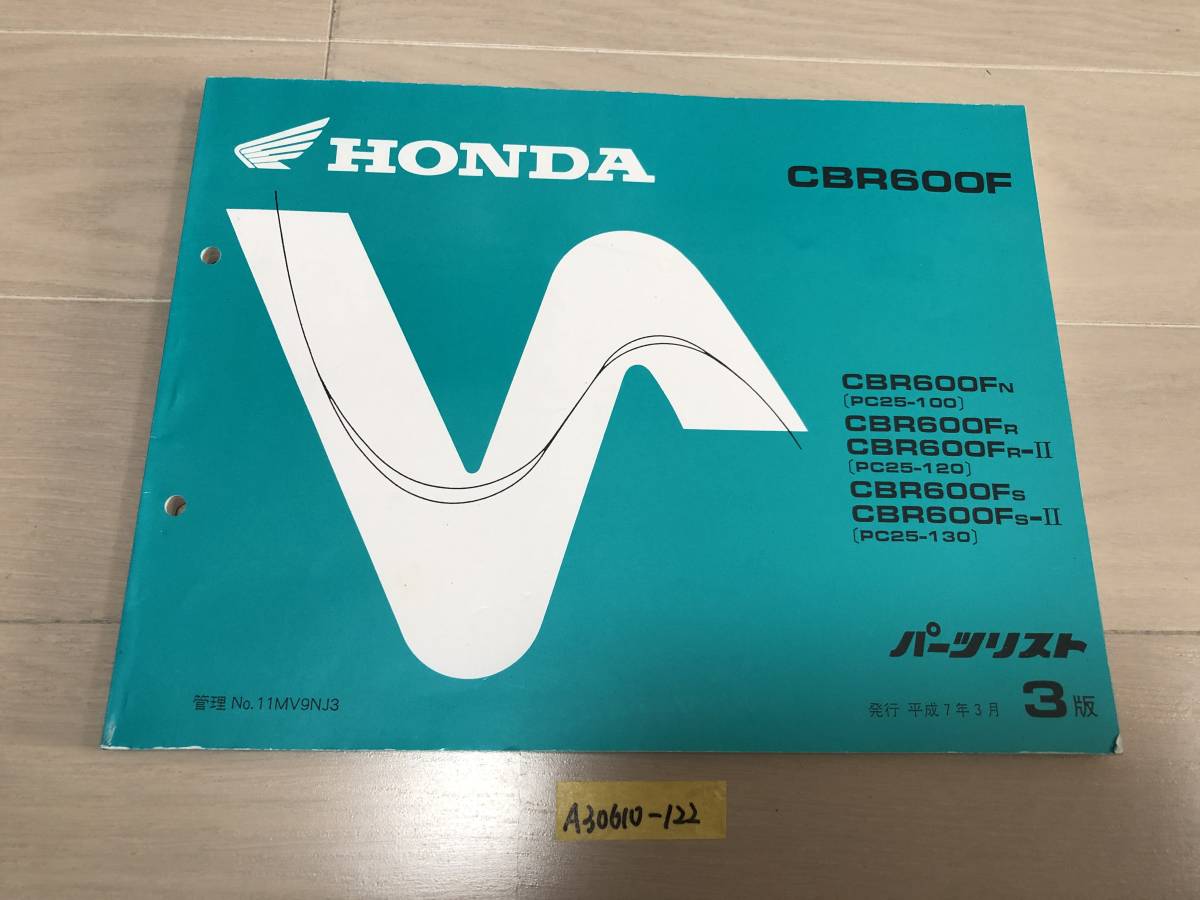 HONDA
CBR600F
CBR600FN
〔PC25-100〕
CBR600FR
CBR600FR-II
〔PC25-120〕
CBR600FS
CBR600FS-II
〔PC25-130〕
パーツリスト
管理 No.11MV9NJ3
発行 平成7年3月 3版
A30610-122